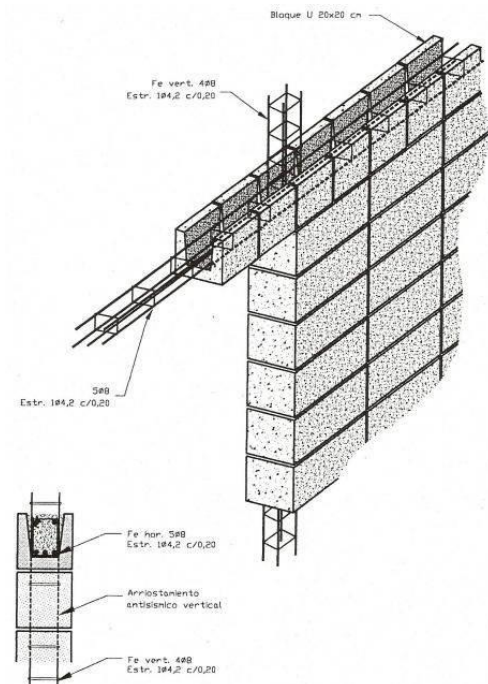 Bloque U 20x20 cm
Fe vert. 4Ø8
Estr. 1Ø4,2 c/0,20
5Ø8
Estr. 1Ø4,2 c/0,20
Fe hor. 5Ø8
Estr. 1Ø4,2 c/0,20
Arriostamiento
antisísmico vertical
Fe vert. 4Ø8
Estr. 1Ø4,2 c/0,20